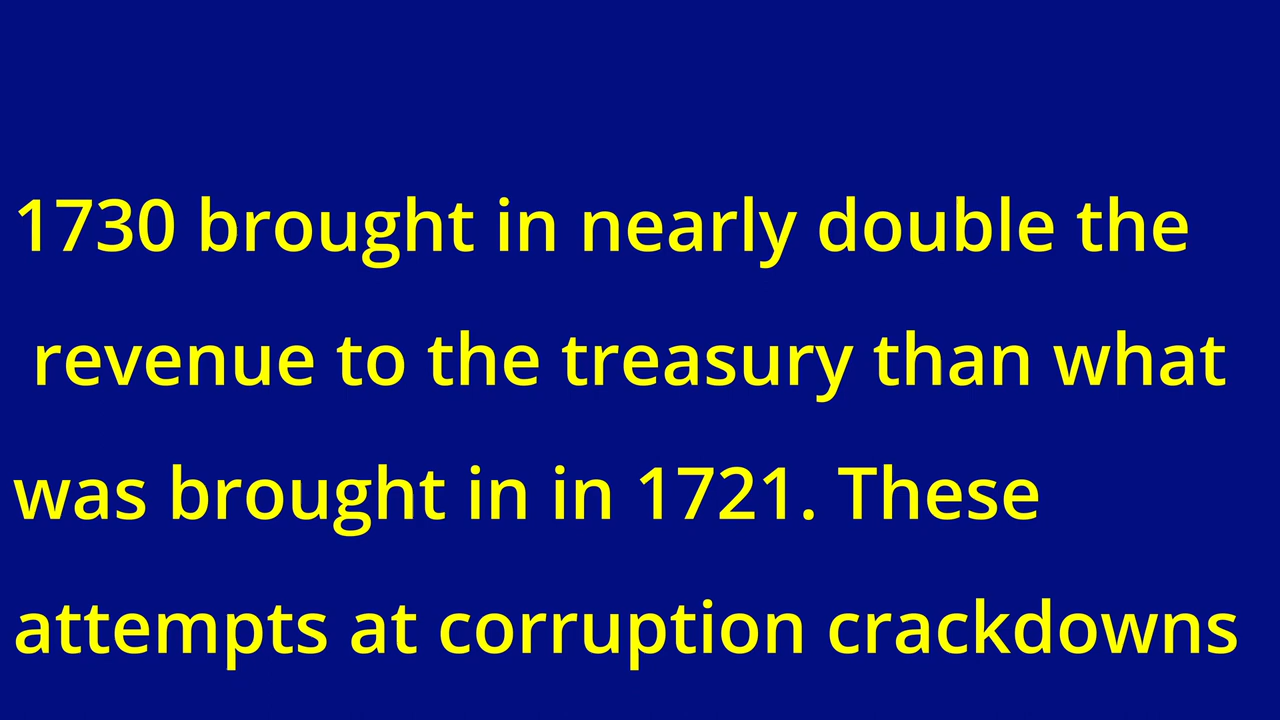 1730 brought in nearly double the
revenue to the treasury than what
was brought in in 1721. These
attempts at corruption crackdowns